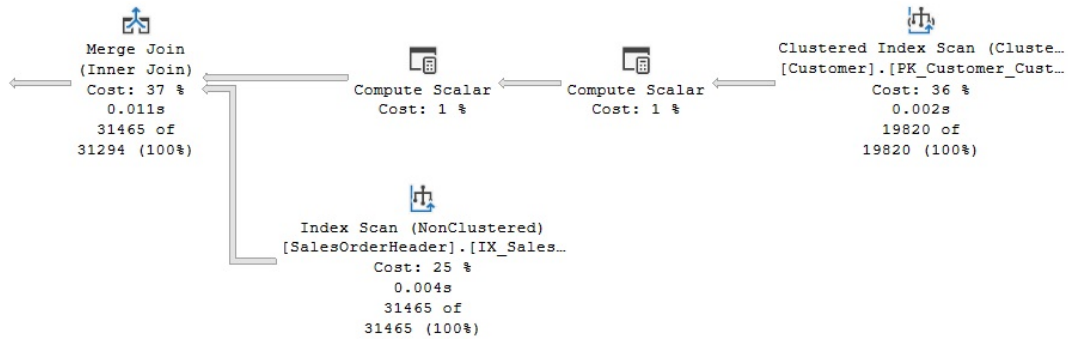 Merge Join
(Inner Join)
Cost: 37 %
0.011s
31465 of
31294 (100%)
Compute Scalar
Cost: 1 %
Compute Scalar
Cost: 1 %
Clustered Index Scan (Cluste…
[Customer].[PK_Customer_Cust…
Cost: 36 %
0.002s
19820 of
19820 (100%)
Index Scan (NonClustered)
[SalesOrderHeader].[IX_Sales…
Cost: 25 %
0.004s
31465 of
31465 (100%)